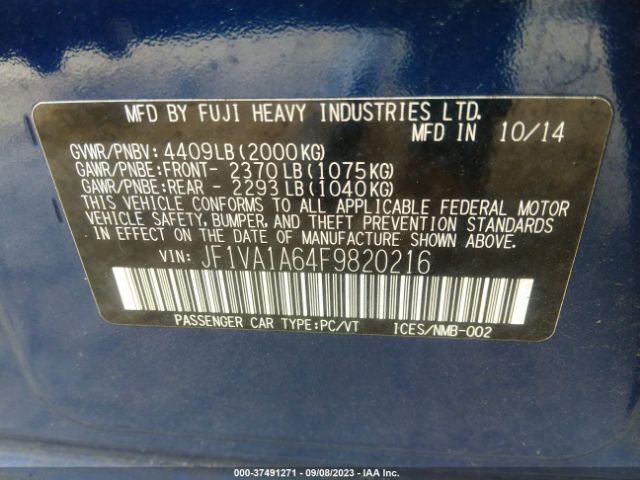 MFD BY FUJI HEAVY INDUSTRIES LTD.
MFD IN 10/14
GVWR/PNBV: 4409LB(2000KG)
GAWR/PNBE:FRONT- 2370LB(1075KG)
GAWR/PNBE:REAR - 2293LB(1040KG)
THIS VEHICLE CONFORMS TO ALL APPLICABLE FEDERAL MOTOR
VEHICLE SAFETY, BUMPER, AND THEFT PREVENTION STANDARDS
IN EFFECT ON THE DATE OF MANUFACTURE SHOWN ABOVE.
VIN: JF1VA1A64F9820216
PASSENGER CAR TYPE:PC/VT ICES/NMB-002
000-37491271 - 09/08/2023 - IAA Inc.